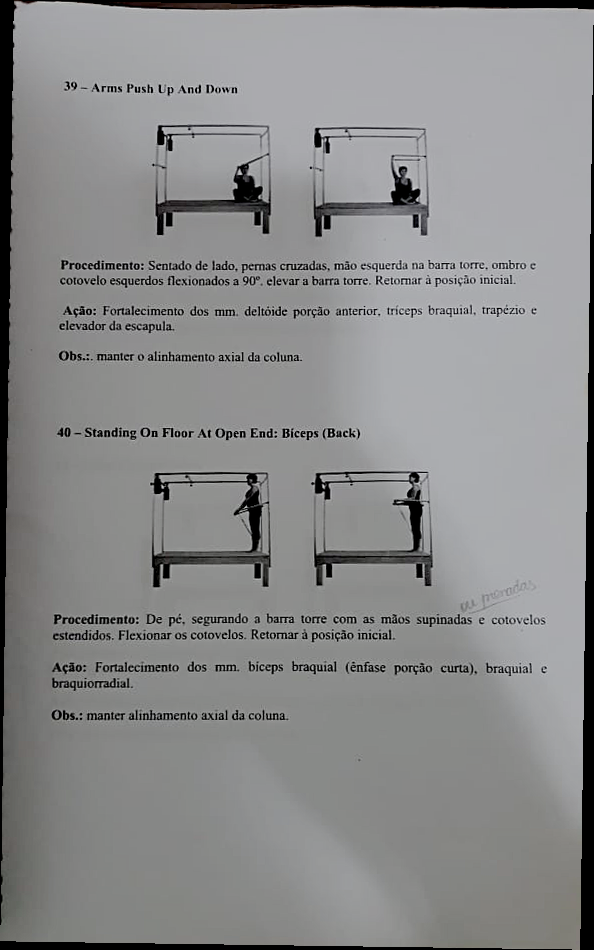 39 – Arms Push Up And Down
Procedimento: Sentado de lado, pernas cruzadas, mão esquerda na barra torre, ombro e
cotovelo esquerdos flexionados a 90º. elevar a barra torre. Retornar à posição inicial.
Ação: Fortalecimento dos mm. deltóide porção anterior, tríceps braquial, trapézio e
elevador da escapula.
Obs.:. manter o alinhamento axial da coluna.
40 – Standing On Floor At Open End: Biceps (Back)
ou pronadas
Procedimento: De pé, segurando a barra torre com as mãos supinadas e cotovelos
estendidos. Flexionar os cotovelos. Retornar à posição inicial.
Ação: Fortalecimento dos mm. bíceps braquial (ênfase porção curta), braquial e
braquiorradial.
Obs.: manter alinhamento axial da coluna.